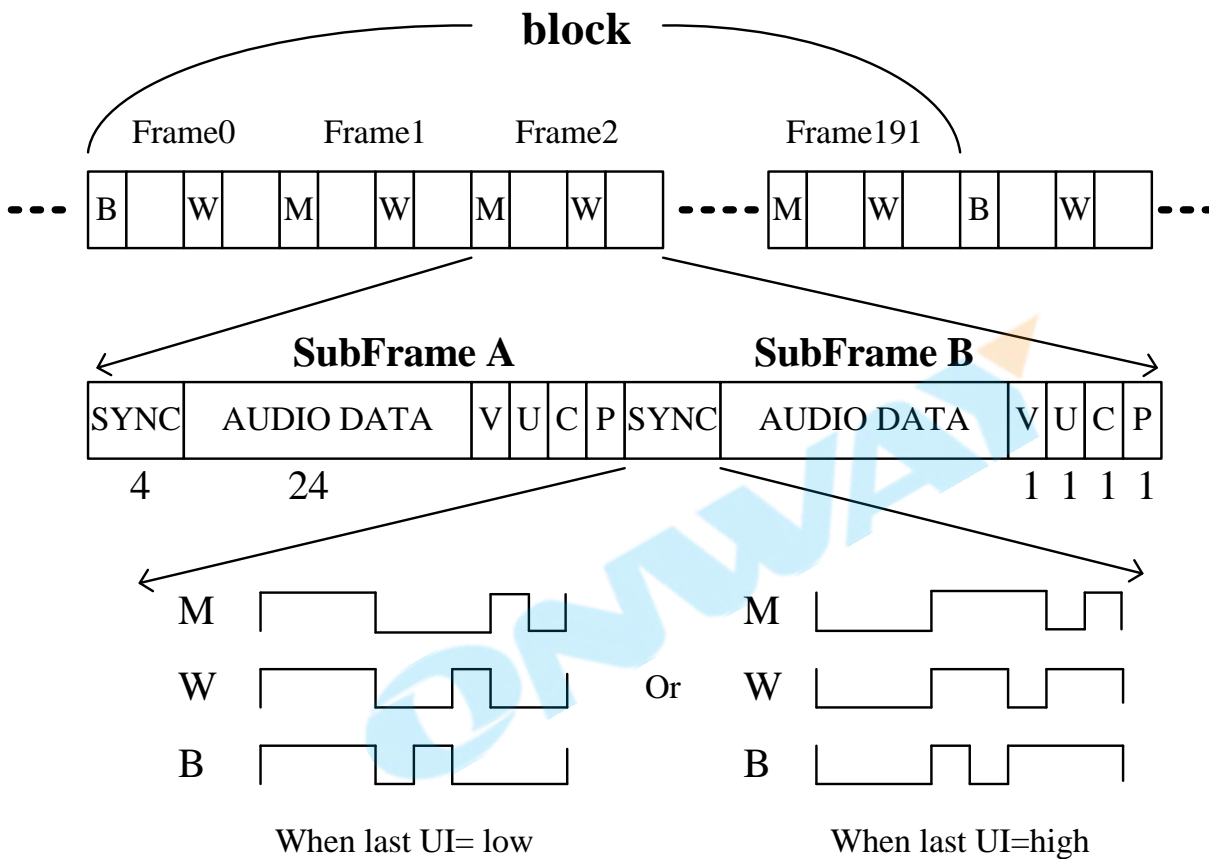 block
Frame0 Frame1 Frame2 Frame191
B W M W M W M W B W
SubFrame A SubFrame B
SYNC AUDIO DATA V U C P SYNC AUDIO DATA V U C P
4 24 1 1 1 1
M M
W Or W
B B
When last UI= low When last UI=high
ONWAY